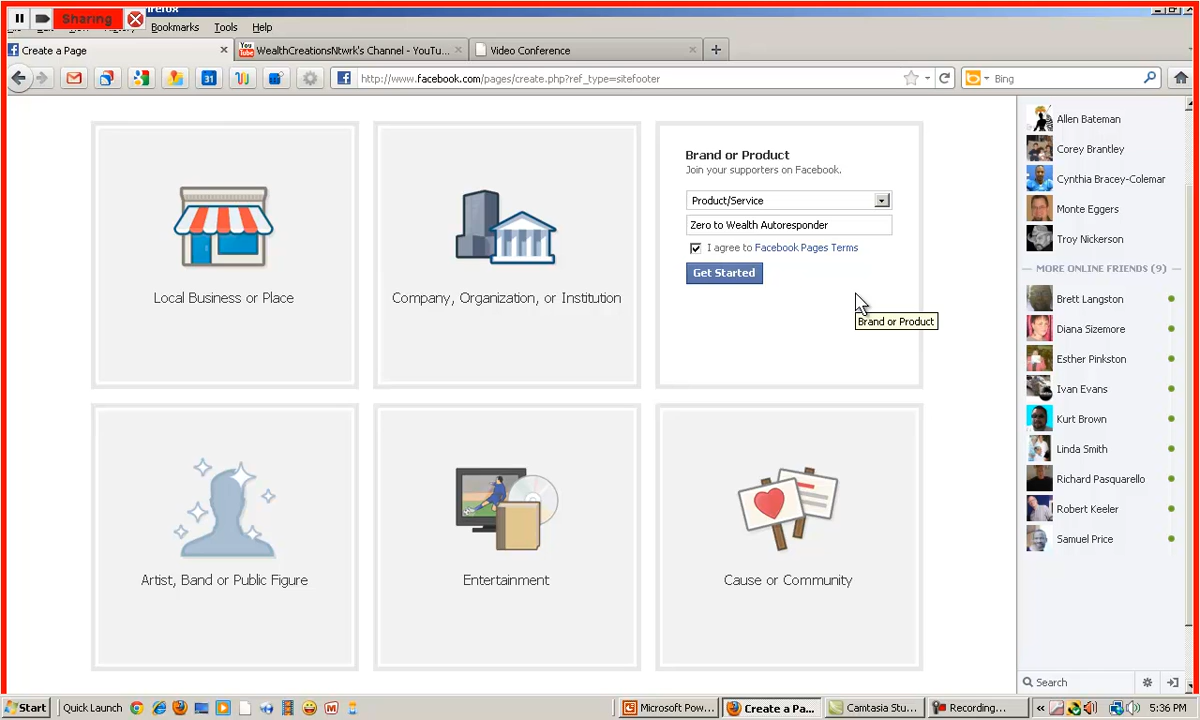 Sharing
Firefox
History
Bookmarks
Tools
Help
Create a Page
WealthCreationsNtwrk's Channel - YouTu...
Video Conference
31
http://www.facebook.com/pages/create.php?ref_type=sitefooter
Bing
Local Business or Place
Company, Organization, or Institution
Brand or Product
Join your supporters on Facebook.
Product/Service
Zero to Wealth Autoresponder
I agree to Facebook Pages Terms
Get Started
Brand or Product
Artist, Band or Public Figure
Entertainment
Cause or Community
Allen Bateman
Corey Brantley
Cynthia Bracey-Colemar
Monte Eggers
Troy Nickerson
MORE ONLINE FRIENDS (9)
Brett Langston
Diana Sizemore
Esther Pinkston
Ivan Evans
Kurt Brown
Linda Smith
Richard Pasquarello
Robert Keeler
Samuel Price
Search
Start
Quick Launch
Microsoft Pow...
Create a Pa...
Camtasia Stu...
Recording...
5:36 PM